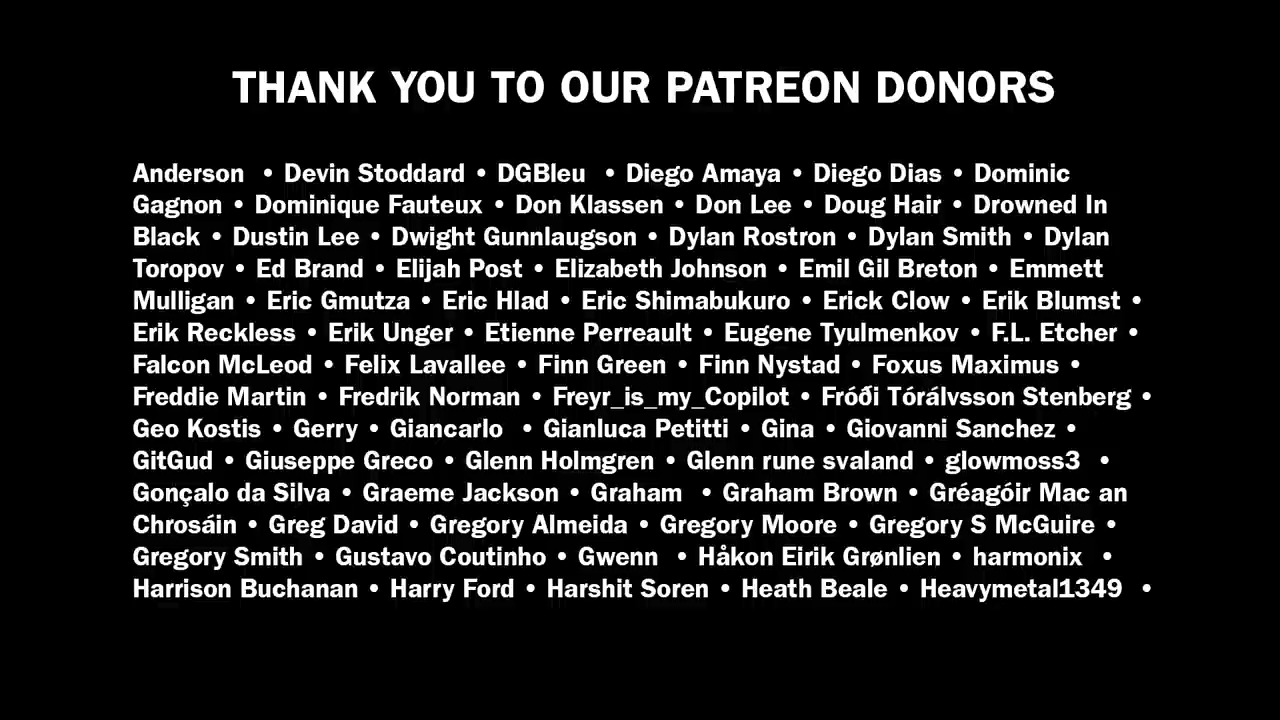 THANK YOU TO OUR PATREON DONORS
Anderson • Devin Stoddard • DGBleu • Diego Amaya • Diego Dias • Dominic
Gagnon • Dominique Fauteux • Don Klassen • Don Lee • Doug Hair • Drowned In
Black • Dustin Lee • Dwight Gunnlaugson • Dylan Rostron • Dylan Smith • Dylan
Toropov • Ed Brand • Elijah Post • Elizabeth Johnson • Emil Gil Breton • Emmett
Mulligan • Eric Gmutza • Eric Hlad • Eric Shimabukuro • Erick Clow • Erik Blumst •
Erik Reckless • Erik Unger • Etienne Perreault • Eugene Tyulmenkov • F.L. Etcher •
Falcon McLeod • Felix Lavallee • Finn Green • Finn Nystad • Foxus Maximus •
Freddie Martin • Fredrik Norman • Freyr_is_my_Copilot • Fróði Tórálvsson Stenberg •
Geo Kostis • Gerry • Giancarlo • Gianluca Petitti • Gina • Giovanni Sanchez •
GitGud • Giuseppe Greco • Glenn Holmgren • Glenn rune svaland • glowmoss3 •
Gonçalo da Silva • Graeme Jackson • Graham • Graham Brown • Gréagóir Mac an
Chrosáin • Greg David • Gregory Almeida • Gregory Moore • Gregory S McGuire •
Gregory Smith • Gustavo Coutinho • Gwenn • Håkon Eirik Grønlien • harmonix •
Harrison Buchanan • Harry Ford • Harshit Soren • Heath Beale • Heavymetal1349 •